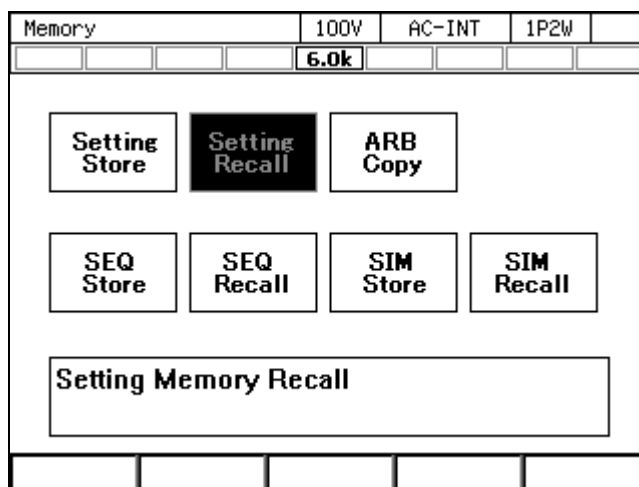 Memory 100V AC-INT 1P2W
6.0k
Setting Store
Setting Recall
ARB Copy
SEQ Store
SEQ Recall
SIM Store
SIM Recall
Setting Memory Recall